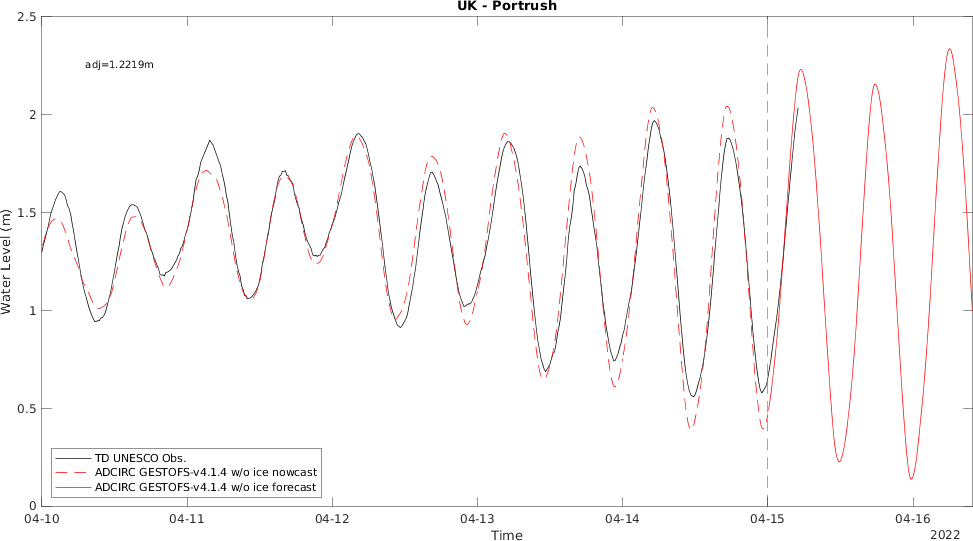 UK - Portrush
adj=1.2219m
2.5
2
1.5
1
0.5
0
Water Level (m)
TD UNESCO Obs.
ADCIRC GESTOFS-v4.1.4 w/o ice nowcast
ADCIRC GESTOFS-v4.1.4 w/o ice forecast
04-10 04-11 04-12 04-13 04-14 04-15 04-16
Time
2022